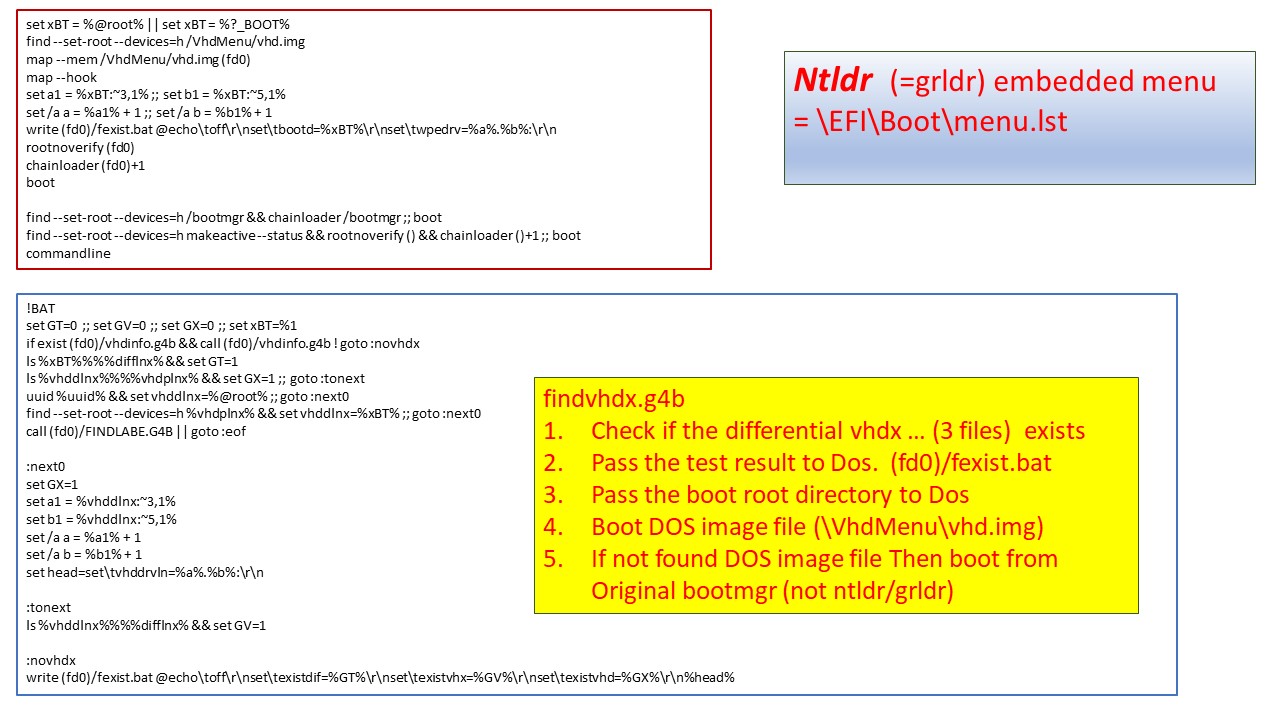 set xBT = %@root% || set xBT = %?_BOOT%
find --set-root --devices=h /VhdMenu/vhd.img
map --mem /VhdMenu/vhd.img (fd0)
map --hook
set a1 = %xBT:~3,1% ;; set b1 = %xBT:~5,1%
set /a a = %a1% + 1 ;; set /a b = %b1% + 1
write (fd0)/fexist.bat @echo\toff\r\nset\tbootd=%xBT%\r\nset\twpedrv=%a%.%b%:\r\n
rootnoverify (fd0)
chainloader (fd0)+1
boot
find --set-root --devices=h /bootmgr && chainloader /bootmgr ;; boot
find --set-root --devices=h makeactive --status && rootnoverify () && chainloader ()+1 ;; boot
commandline
Ntldr (=grldr) embedded menu
= \EFI\Boot\menu.lst
!BAT
set GT=0 ;; set GV=0 ;; set GX=0 ;; set xBT=%1
if exist (fd0)/vhdinfo.g4b && call (fd0)/vhdinfo.g4b ! goto :novhdx
ls %xBT%%%%difflnx% && set GT=1
ls %vhddlnx%%%%vhdplnx% && set GX=1 ;; goto :tonext
uuid %uuid% && set vhddlnx=%@root% ;; goto :next0
find --set-root --devices=h %vhdplnx% && set vhddlnx=%xBT% ;; goto :next0
call (fd0)/FINDLABE.G4B || goto :eof
:next0
set GX=1
set a1 = %vhddlnx:~3,1%
set b1 = %vhddlnx:~5,1%
set /a a = %a1% + 1
set /a b = %b1% + 1
set head=set\tvhddrvln=%a%.%b%:\r\n
:tonext
ls %vhddlnx%%%%difflnx% && set GV=1
:novhdx
write (fd0)/fexist.bat @echo\toff\r\nset\texistdif=%GT%\r\nset\texistvhx=%GV%\r\nset\texistvhd=%GX%\r\n%head%
findvhdx.g4b
1. Check if the differential vhdx ... (3 files) exists
2. Pass the test result to Dos. (fd0)/fexist.bat
3. Pass the boot root directory to Dos
4. Boot DOS image file (\VhdMenu\vhd.img)
5. If not found DOS image file Then boot from
Original bootmgr (not ntldr/grldr)